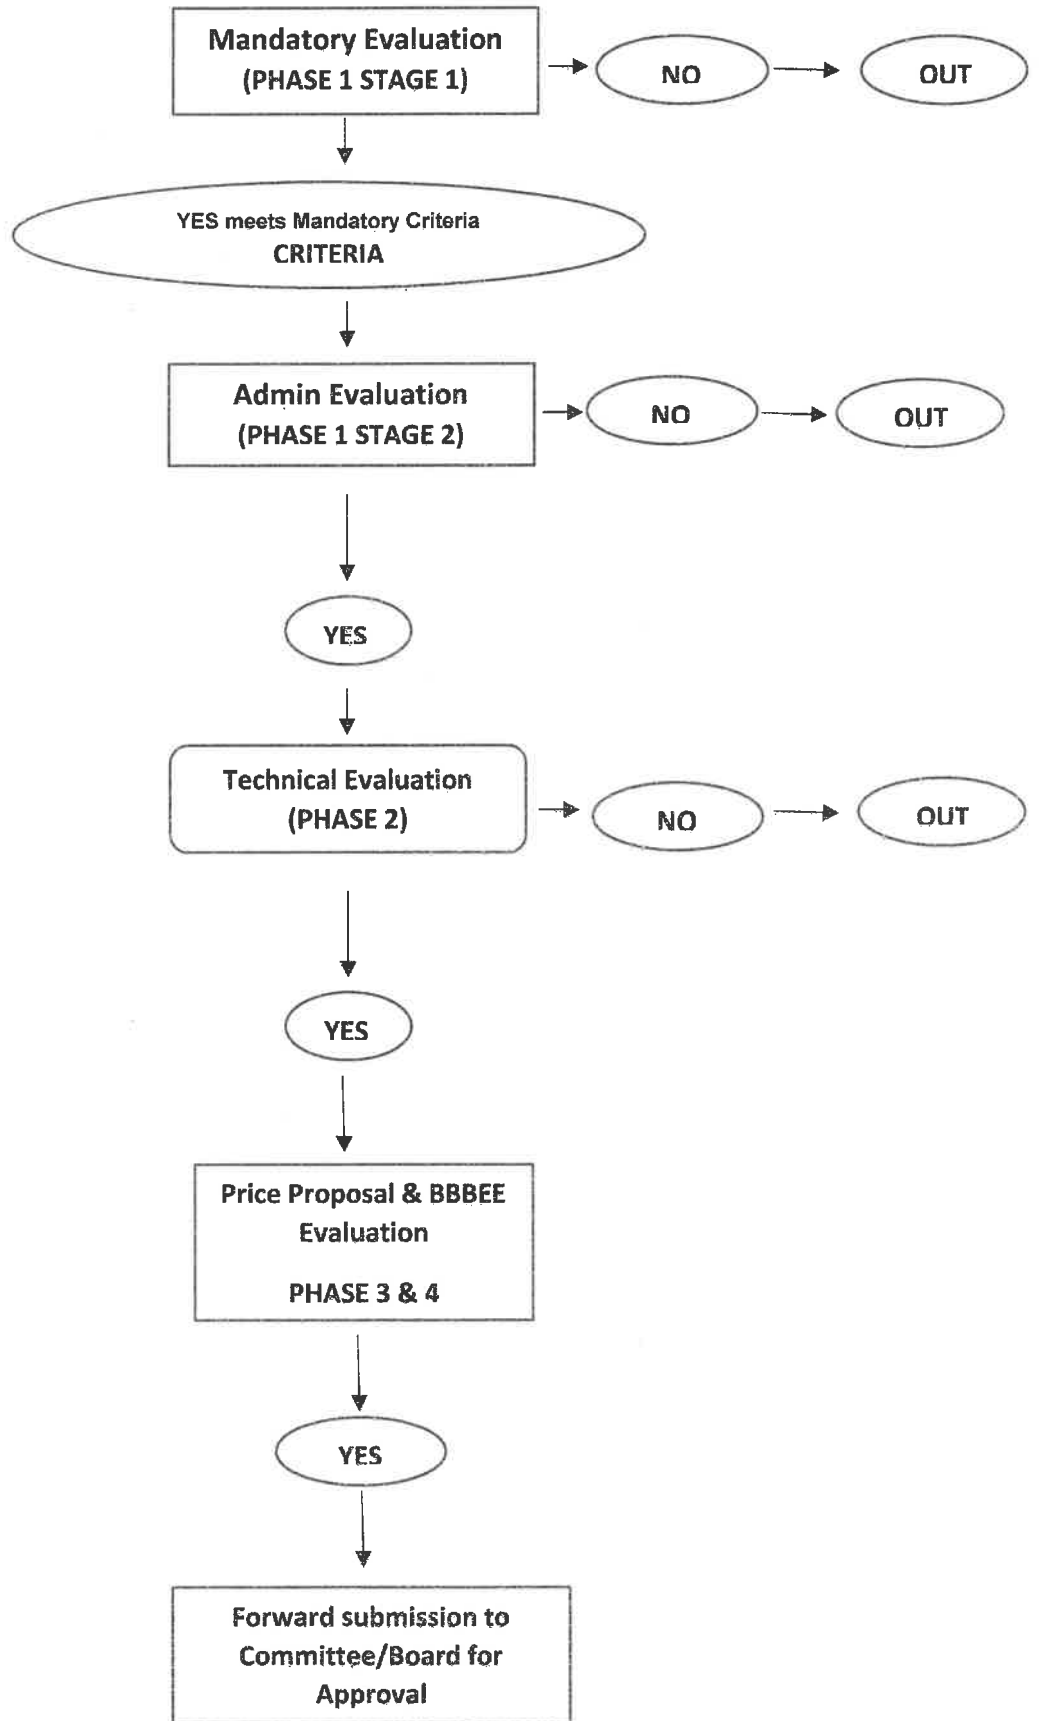 Mandatory Evaluation
(PHASE 1 STAGE 1)
NO
OUT
YES meets Mandatory Criteria
CRITERIA
Admin Evaluation
(PHASE 1 STAGE 2)
NO
OUT
YES
Technical Evaluation
(PHASE 2)
NO
OUT
YES
Price Proposal & BBBEE
Evaluation
PHASE 3 & 4
YES
Forward submission to
Committee/Board for
Approval